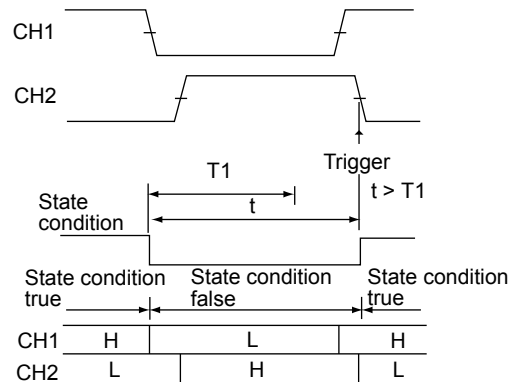 CH1
CH2
Trigger
T1
t > T1
t
State
condition
State condition
true
State condition
false
State condition
true
CH1 H L H
CH2 L H L